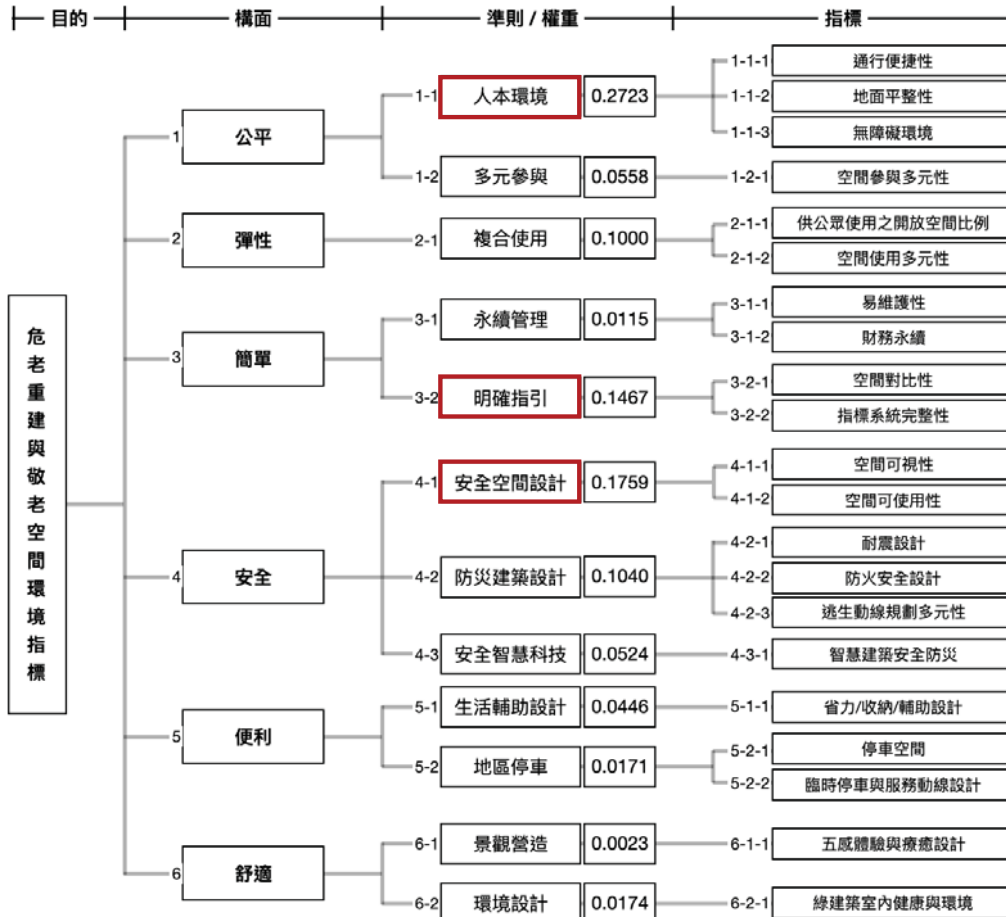 目的 構面 準則 / 權重 指標
危老重建與敬老空間環境指標
1 公平
1-1 人本環境 0.2723
1-1-1 通行便捷性
1-1-2 地面平整性
1-1-3 無障礙環境
1-2 多元參與 0.0558
1-2-1 空間參與多元性
2 彈性
2-1 複合使用 0.1000
2-1-1 供公眾使用之開放空間比例
2-1-2 空間使用多元性
3 簡單
3-1 永續管理 0.0115
3-1-1 易維護性
3-1-2 財務永續
3-2 明確指引 0.1467
3-2-1 空間對比性
3-2-2 指標系統完整性
4 安全
4-1 安全空間設計 0.1759
4-1-1 空間可視性
4-1-2 空間可使用性
4-2 防災建築設計 0.1040
4-2-1 耐震設計
4-2-2 防火安全設計
4-2-3 逃生動線規劃多元性
4-3 安全智慧科技 0.0524
4-3-1 智慧建築安全防災
5 便利
5-1 生活輔助設計 0.0446
5-1-1 省力/收納/輔助設計
5-2 地區停車 0.0171
5-2-1 停車空間
5-2-2 臨時停車與服務動線設計
6 舒適
6-1 景觀營造 0.0023
6-1-1 五感體驗與療癒設計
6-2 環境設計 0.0174
6-2-1 綠建築室內健康與環境